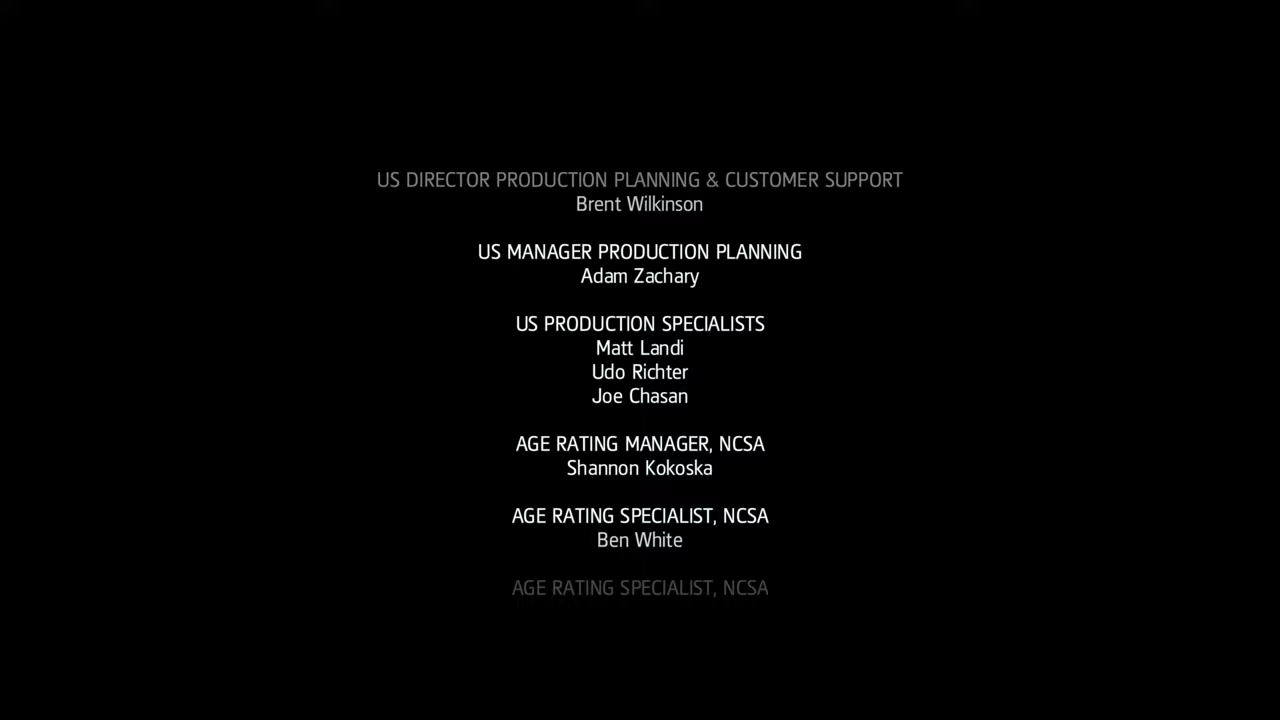 US DIRECTOR PRODUCTION PLANNING & CUSTOMER SUPPORT
Brent Wilkinson
US MANAGER PRODUCTION PLANNING
Adam Zachary
US PRODUCTION SPECIALISTS
Matt Landi
Udo Richter
Joe Chasan
AGE RATING MANAGER, NCSA
Shannon Kokoska
AGE RATING SPECIALIST, NCSA
Ben White
AGE RATING SPECIALIST, NCSA